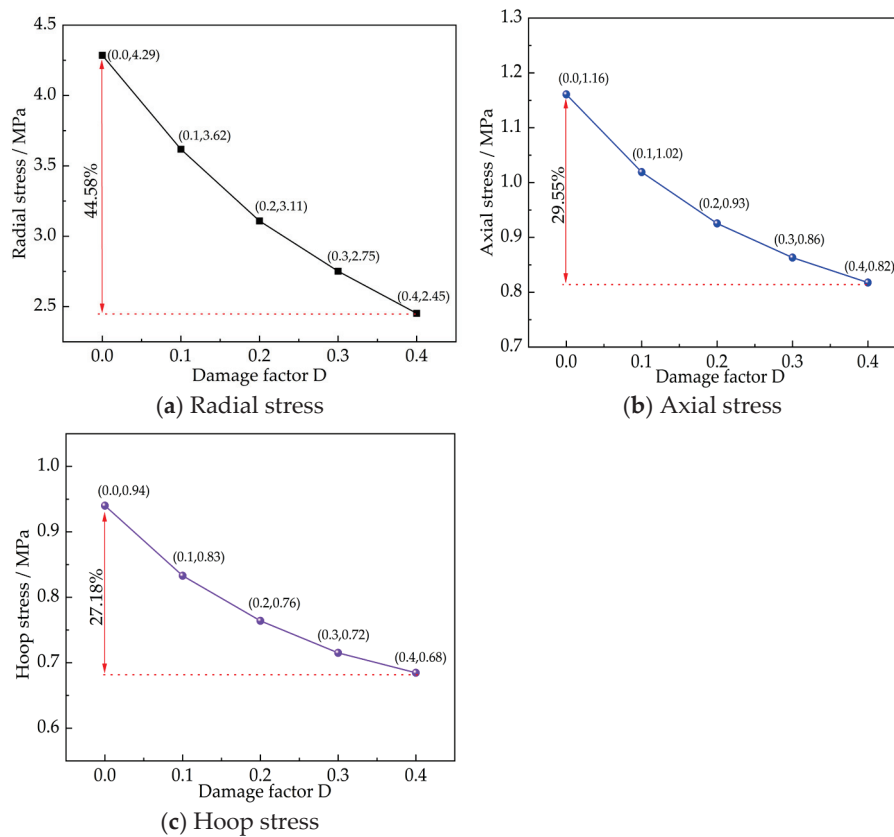 4.5
4.0
3.5
3.0
2.5
Radial stress / MPa
(0.0,4.29)
(0.1,3.62)
(0.2,3.11)
(0.3,2.75)
(0.4,2.45)
44.58%
0.0 0.1 0.2 0.3 0.4
Damage factor D
(a) Radial stress
1.3
1.2
1.1
1.0
0.9
0.8
0.7
Axial stress / MPa
(0.0,1.16)
(0.1,1.02)
(0.2,0.93)
(0.3,0.86)
(0.4,0.82)
29.55%
0.0 0.1 0.2 0.3 0.4
Damage factor D
(b) Axial stress
1.0
0.9
0.8
0.7
0.6
Hoop stress / MPa
(0.0,0.94)
(0.1,0.83)
(0.2,0.76)
(0.3,0.72)
(0.4,0.68)
27.18%
0.0 0.1 0.2 0.3 0.4
Damage factor D
(c) Hoop stress